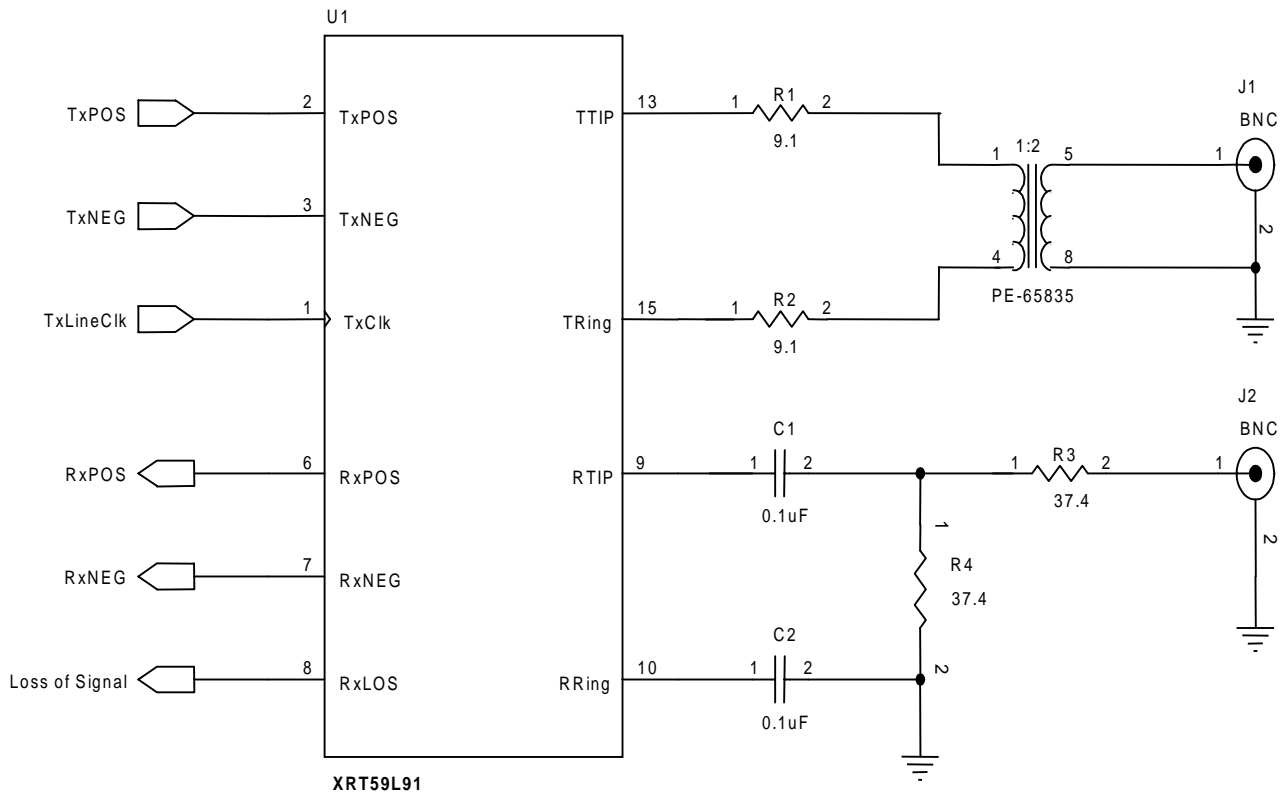 U1
TxPOS 2 TxPOS TTIP 13 1 R1 2
9.1
J1
BNC
1 1:2 5 1
TxNEG 3 TxNEG
2
4 8
PE-65835
TxLineClk 1 TxClk TRing 15 1 R2 2
9.1
J2
BNC
RxPOS 6 RxPOS RTIP 9 1 C1 2
0.1uF
1 R3 2 1
37.4
1
2
RxNEG 7 RxNEG
R4
37.4
Loss of Signal 8 RxLOS RRing 10 1 C2 2
0.1uF
2
XRT59L91